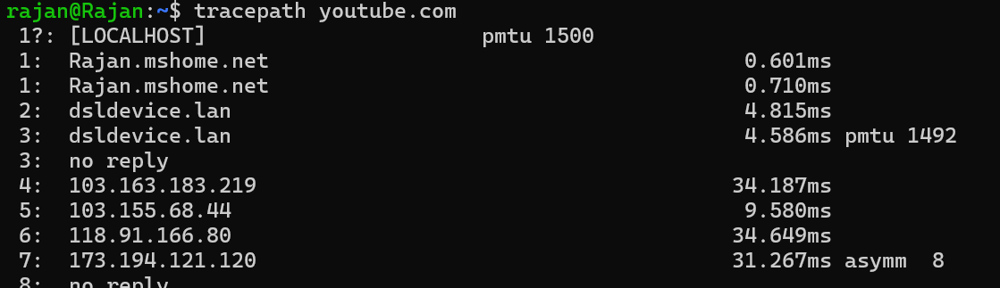 rajan@Rajan:~$ tracepath youtube.com
1?: [LOCALHOST] pmtu 1500
1: Rajan.mshome.net 0.601ms
1: Rajan.mshome.net 0.710ms
2: dsldevice.lan 4.815ms
3: dsldevice.lan 4.586ms pmtu 1492
3: no reply
4: 103.163.183.219 34.187ms
5: 103.155.68.44 9.580ms
6: 118.91.166.80 34.649ms
7: 173.194.121.120 31.267ms asymm 8
8: no reply